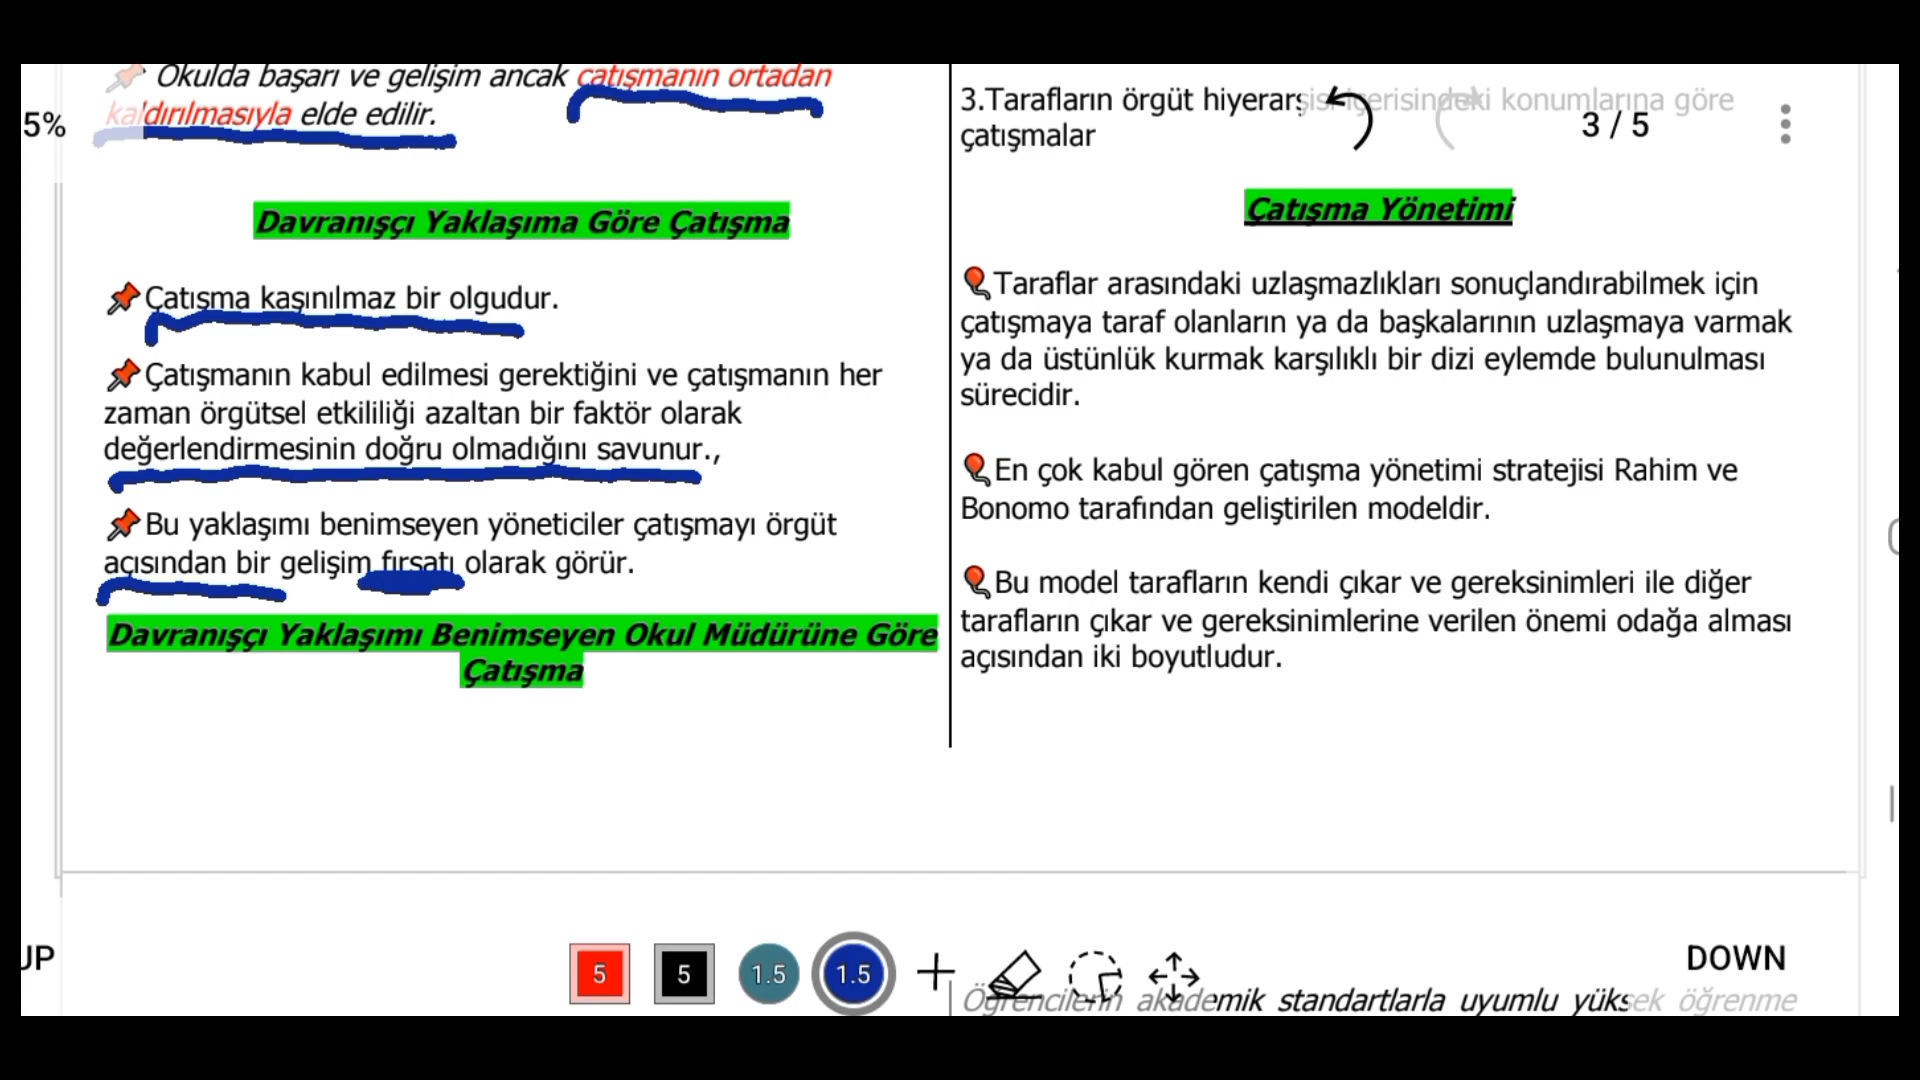 Okulda başarı ve gelişim ancak çatışmanın ortadan
kaldırılmasıyla elde edilir.
5%
Davranışçı Yaklaşıma Göre Çatışma
Çatışma kaşınılmaz bir olgudur.
Çatışmanın kabul edilmesi gerektiğini ve çatışmanın her
zaman örgütsel etkililiği azaltan bir faktör olarak
değerlendirmesinin doğru olmadığını savunur.,
Bu yaklaşımı benimseyen yöneticiler çatışmayı örgüt
açısından bir gelişim fırsatı olarak görür.
Davranışçı Yaklaşımı Benimseyen Okul Müdürüne Göre
Çatışma
3.Tarafların örgüt hiyerarşisi içerisindeki konumlarına göre
çatışmalar
3 / 5
Çatışma Yönetimi
Taraflar arasındaki uzlaşmazlıkları sonuçlandırabilmek için
çatışmaya taraf olanların ya da başkalarının uzlaşmaya varmak
ya da üstünlük kurmak karşılıklı bir dizi eylemde bulunulması
sürecidir.
En çok kabul gören çatışma yönetimi stratejisi Rahim ve
Bonomo tarafından geliştirilen modeldir.
Bu model tarafların kendi çıkar ve gereksinimleri ile diğer
tarafların çıkar ve gereksinimlerine verilen önemi odağa alması
açısından iki boyutludur.
UP
5
5
1.5
1.5
DOWN
Öğrencilerin akademik standartlarla uyumlu yüksek öğrenme